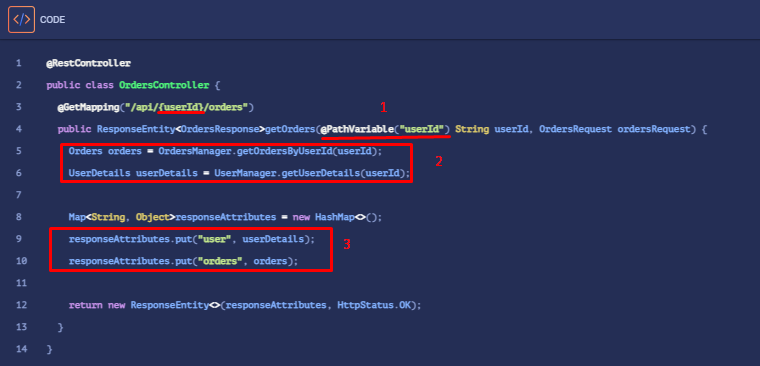 </> CODE
1 @RestController
2 public class OrdersController {
3 @GetMapping("/api/{userId}/orders")
1
4 public ResponseEntity<OrdersResponse>getOrders(@PathVariable("userId") String userId, OrdersRequest ordersRequest) {
5 Orders orders = OrdersManager.getOrdersByUserId(userId);
2
6 UserDetails userDetails = UserManager.getUserDetails(userId);
7
8 Map<String, Object>responseAttributes = new HashMap<>();
9 responseAttributes.put("user", userDetails);
3
10 responseAttributes.put("orders", orders);
11
12 return new ResponseEntity<>(responseAttributes, HttpStatus.OK);
13 }
14 }